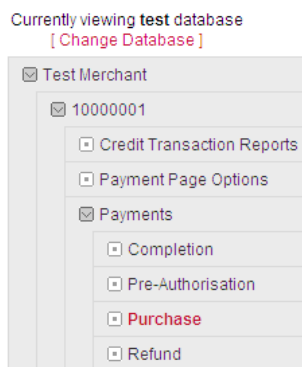 Currently viewing test database
[ Change Database ]
Test Merchant
10000001
Credit Transaction Reports
Payment Page Options
Payments
Completion
Pre-Authorisation
Purchase
Refund